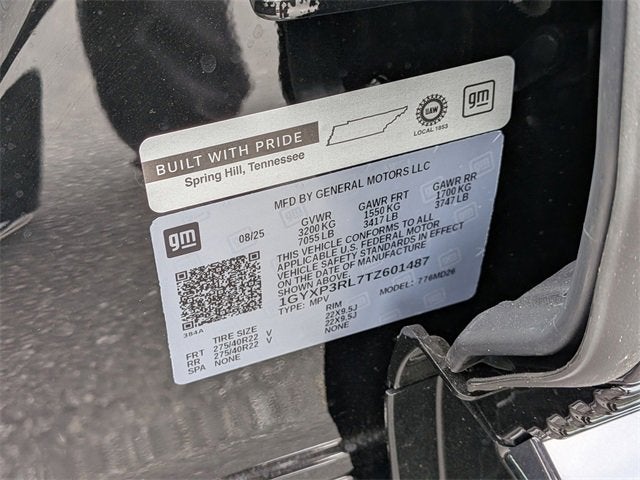 BUILT WITH PRIDE
Spring Hill, Tennessee
UAW
LOCAL 1853
gm
MFD BY GENERAL MOTORS LLC
gm
08/25
GVWR GAWR FRT GAWR RR
3200 KG 1550 KG 1700 KG
7055 LB 3417 LB 3747 LB
THIS VEHICLE CONFORMS TO ALL
APPLICABLE U.S. FEDERAL MOTOR
VEHICLE SAFETY STANDARDS IN EFFECT
ON THE DATE OF MANUFACTURE
SHOWN ABOVE.
1GYXP3RL7TZ601487
TYPE: MPV MODEL: 776MD26
384A
TIRE SIZE RIM
FRT 275/40R22 V 22X9.5J
RR 275/40R22 V 22X9.5J
SPA NONE NONE